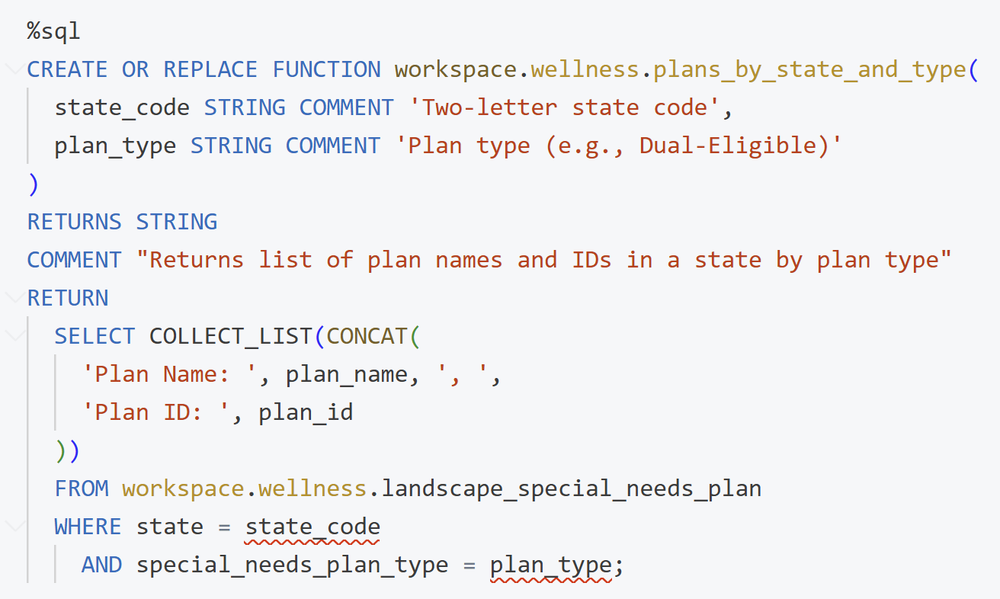 %sql
CREATE OR REPLACE FUNCTION workspace.wellness.plans_by_state_and_type(
  state_code STRING COMMENT 'Two-letter state code',
  plan_type STRING COMMENT 'Plan type (e.g., Dual-Eligible)'
)
RETURNS STRING
COMMENT "Returns list of plan names and IDs in a state by plan type"
RETURN
  SELECT COLLECT_LIST(CONCAT(
    'Plan Name: ', plan_name, ', ',
    'Plan ID: ', plan_id
  ))
  FROM workspace.wellness.landscape_special_needs_plan
  WHERE state = state_code
    AND special_needs_plan_type = plan_type;